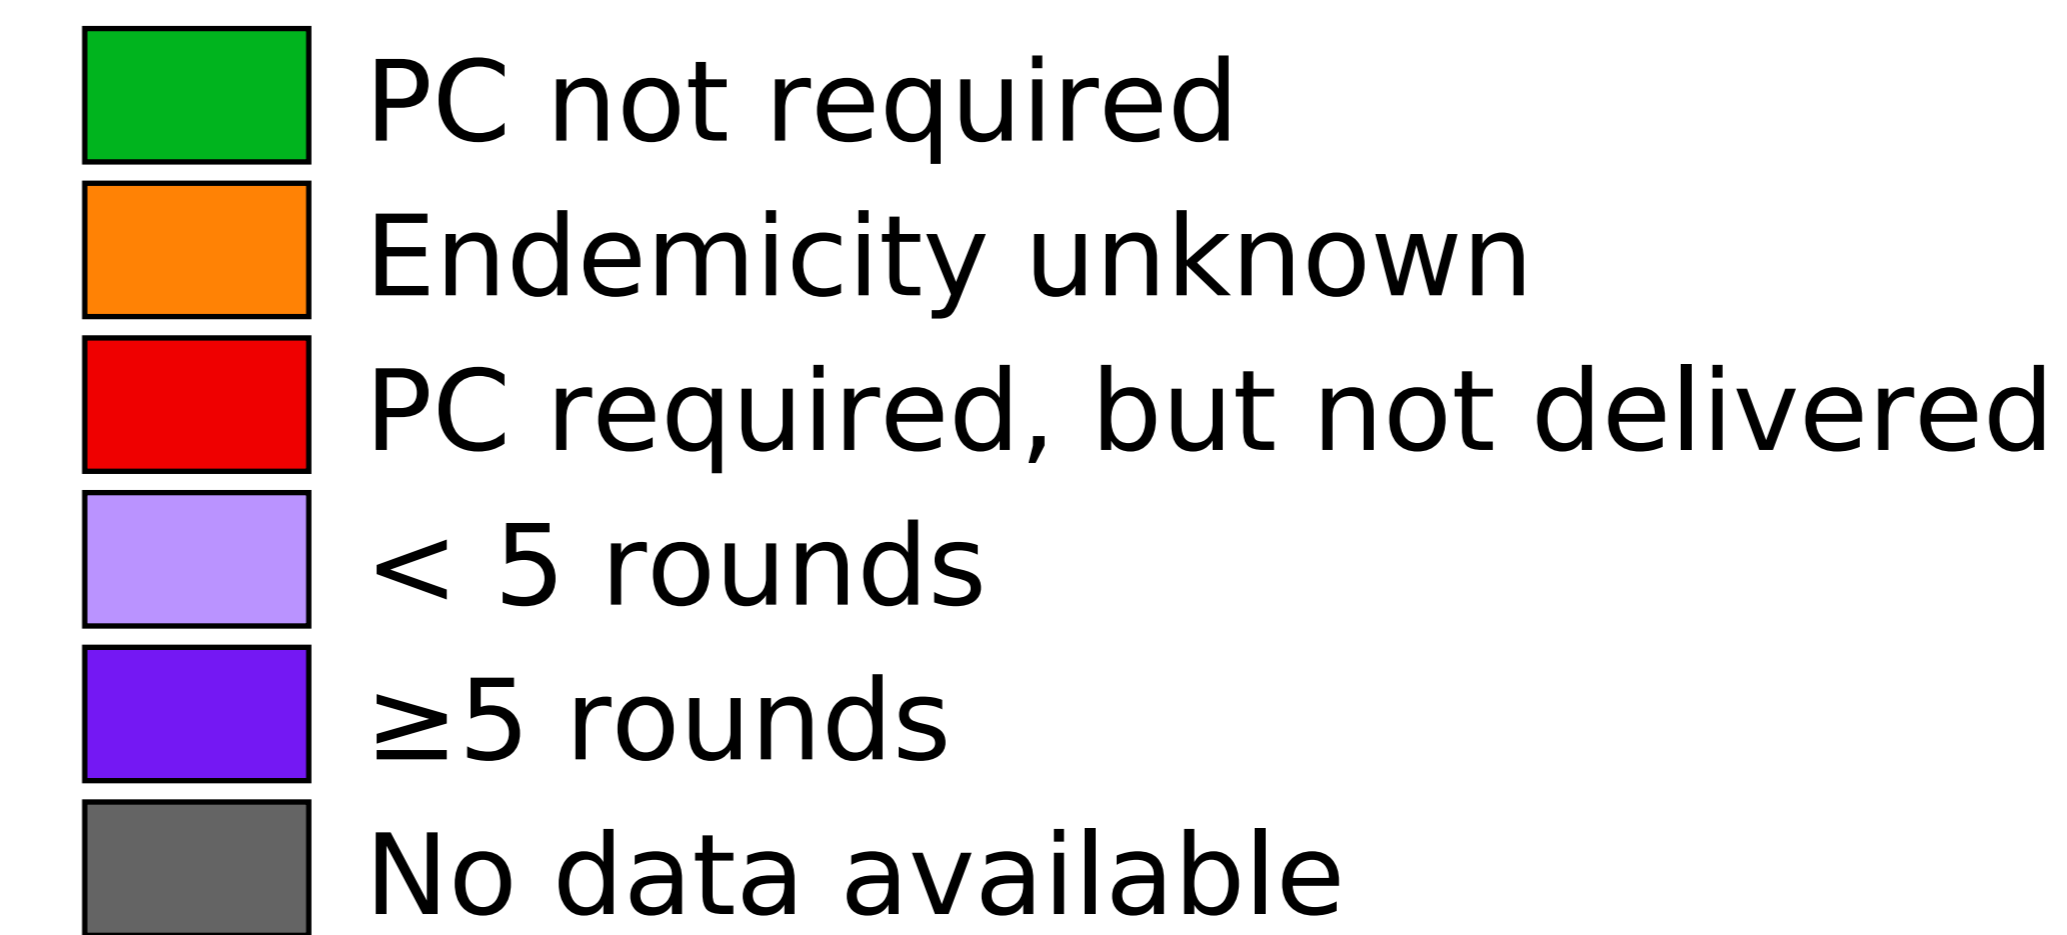 PC not required
Endemicity unknown
PC required, but not delivered
< 5 rounds
≥5 rounds
No data available